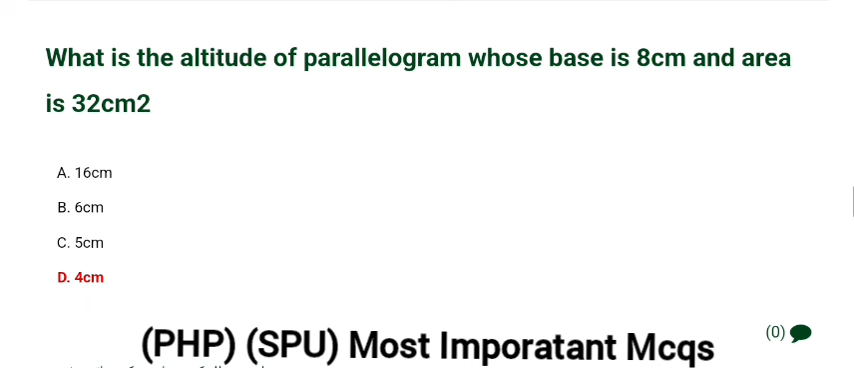 What is the altitude of parallelogram whose base is 8cm and area
is 32cm2
A. 16cm
B. 6cm
C. 5cm
D. 4cm
(0)
(PHP) (SPU) Most Imporatant Mcqs